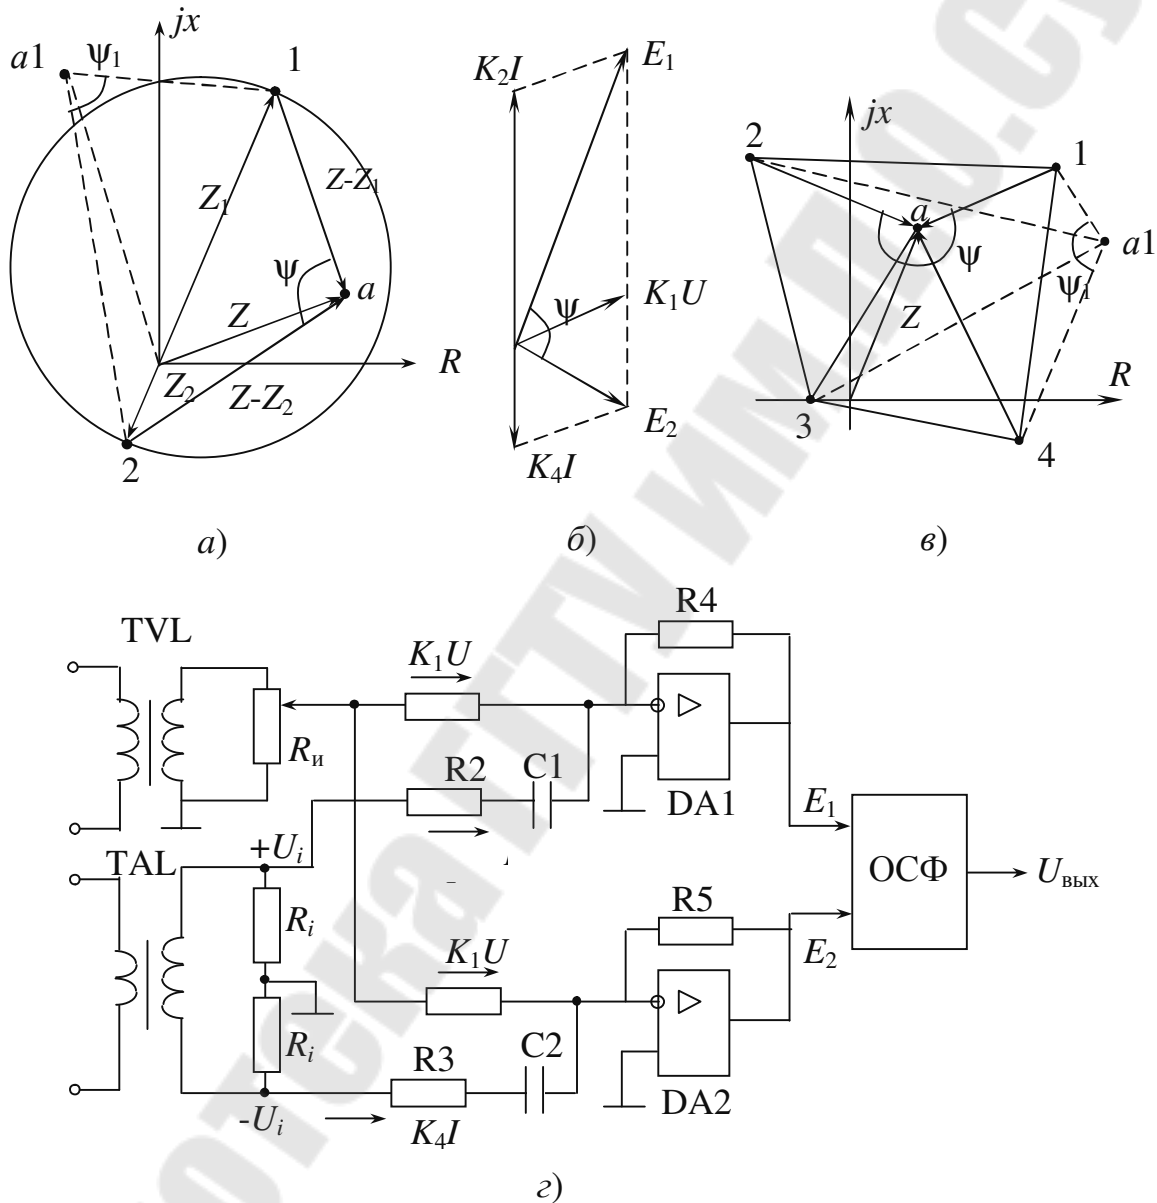 jx
a1
ψ₁
1
Z₁
Z-Z₁
ψ
a
Z
R
Z₂
Z-Z₂
2
а)
K₂I
E₁
ψ
K₁U
E₂
K₄I
б)
jx
2
1
a
a1
ψ
ψ₁
Z
R
3
4
в)
TVL
Rи
K₁U
R4
R2
C1
DA1
E₁
TAL
+Uᵢ
Rᵢ
ОСФ
Uвых
R5
K₁U
E₂
Rᵢ
R3
C2
DA2
-Uᵢ
K₄I
г)